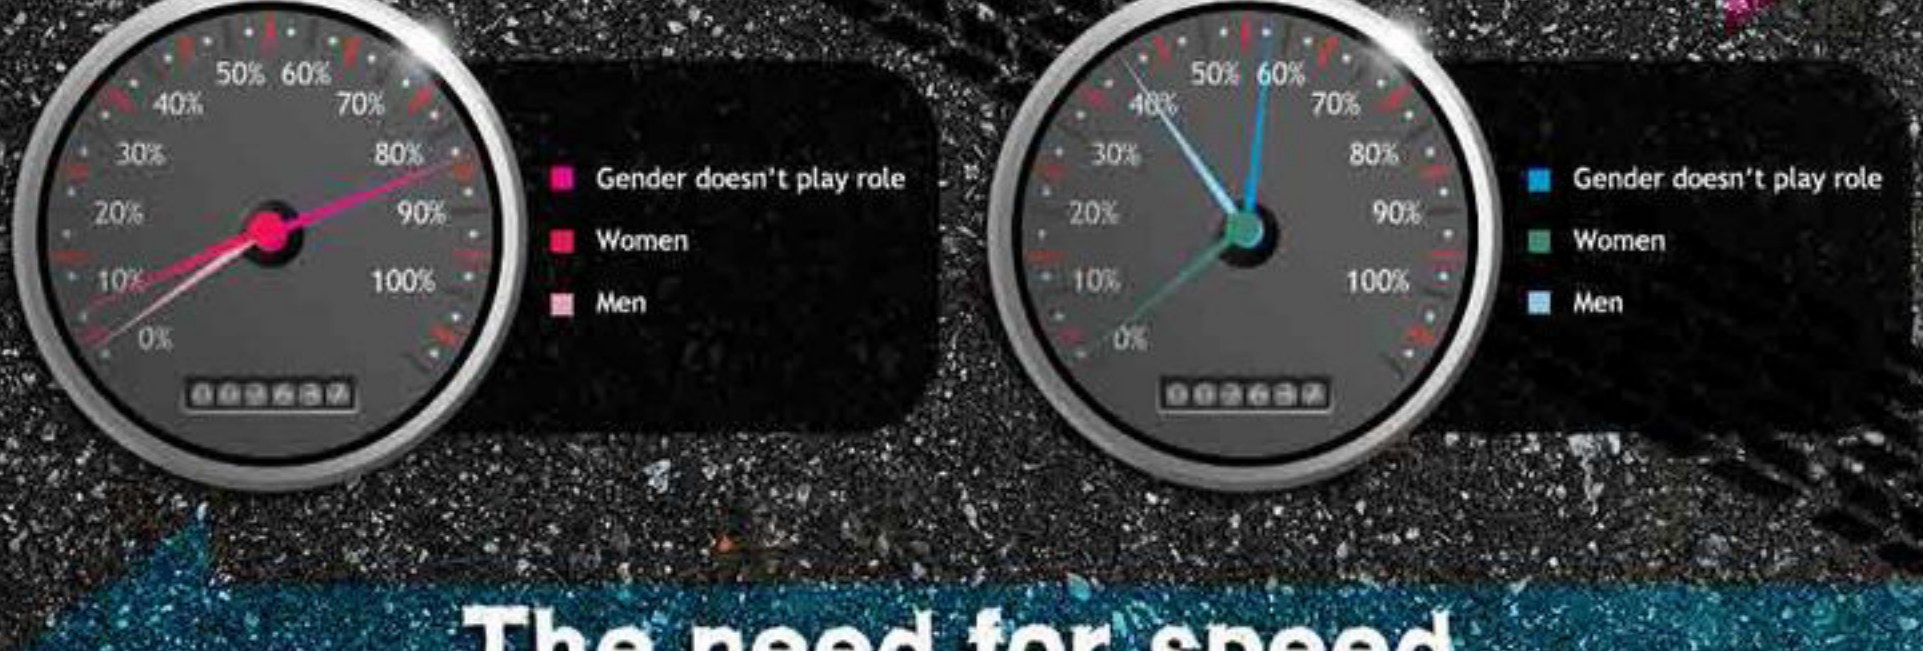 50% 60%
40% 70%
30% 80%
20% 90%
10% 100%
0%
Gender doesn't play role
Women
Men
50% 60%
40% 70%
30% 80%
20% 90%
10% 100%
0%
Gender doesn't play role
Women
Men
The need for speed